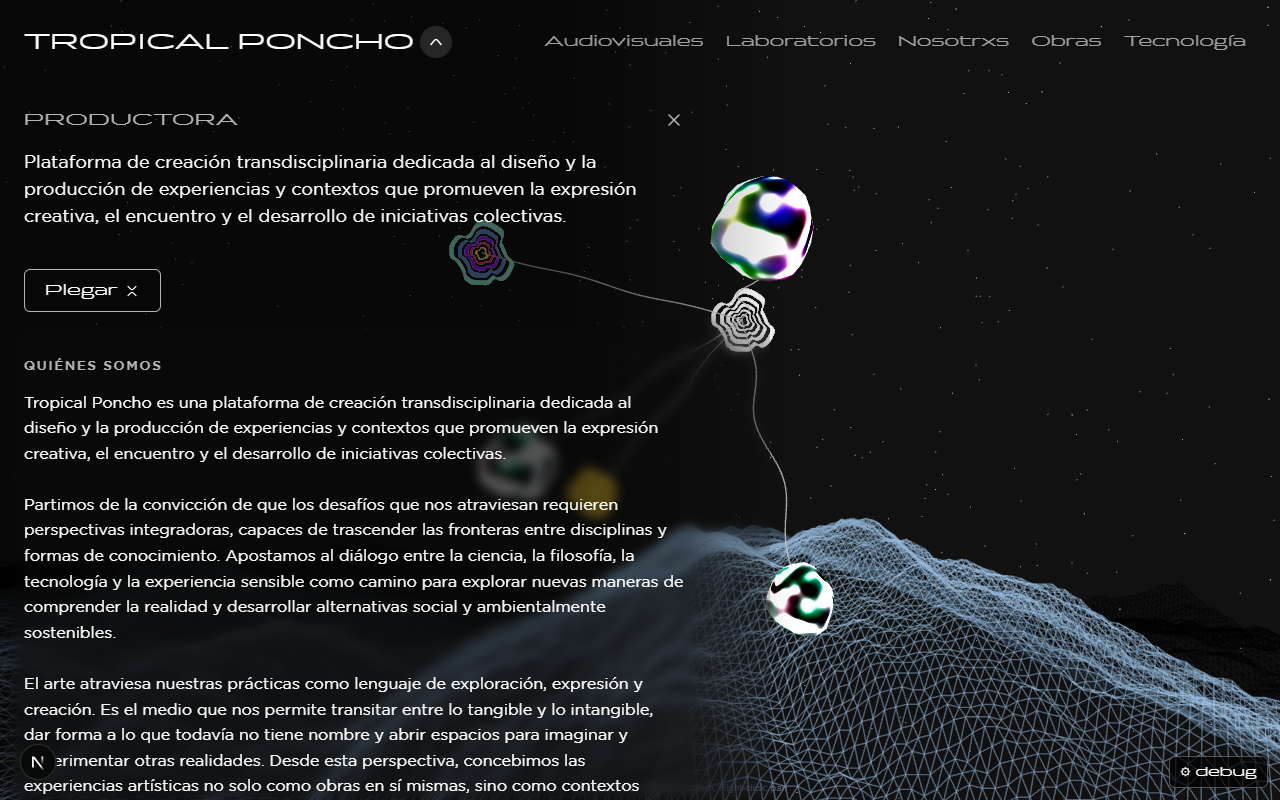 TROPICAL PONCHO
Audiovisuales Laboratorios Nosotrxs Obras Tecnología
PRODUCTORA
Plataforma de creación transdisciplinaria dedicada al diseño y la
producción de experiencias y contextos que promueven la expresión
creativa, el encuentro y el desarrollo de iniciativas colectivas.
Plegar
QUIÉNES SOMOS
Tropical Poncho es una plataforma de creación transdisciplinaria dedicada al
diseño y la producción de experiencias y contextos que promueven la expresión
creativa, el encuentro y el desarrollo de iniciativas colectivas.
Partimos de la convicción de que los desafíos que nos atraviesan requieren
perspectivas integradoras, capaces de trascender las fronteras entre disciplinas y
formas de conocimiento. Apostamos al diálogo entre la ciencia, la filosofía, la
tecnología y la experiencia sensible como camino para explorar nuevas maneras de
comprender la realidad y desarrollar alternativas social y ambientalmente
sostenibles.
El arte atraviesa nuestras prácticas como lenguaje de exploración, expresión y
creación. Es el medio que nos permite transitar entre lo tangible y lo intangible,
dar forma a lo que todavía no tiene nombre y abrir espacios para imaginar y
erimentar otras realidades. Desde esta perspectiva, concebimos las
experiencias artísticas no solo como obras en sí mismas, sino como contextos
N
debug